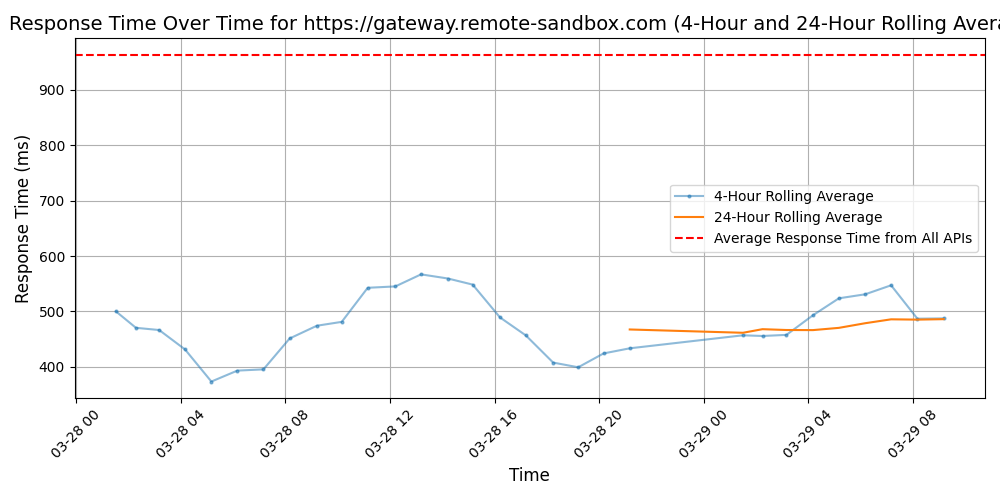 Response Time Over Time for https://gateway.remote-sandbox.com (4-Hour and 24-Hour Rolling Avera
Response Time (ms)
900
800
700
600
500
400
4-Hour Rolling Average
24-Hour Rolling Average
Average Response Time from All APIs
03-28 00
03-28 04
03-28 08
03-28 12
03-28 16
03-28 20
03-29 00
03-29 04
03-29 08
Time